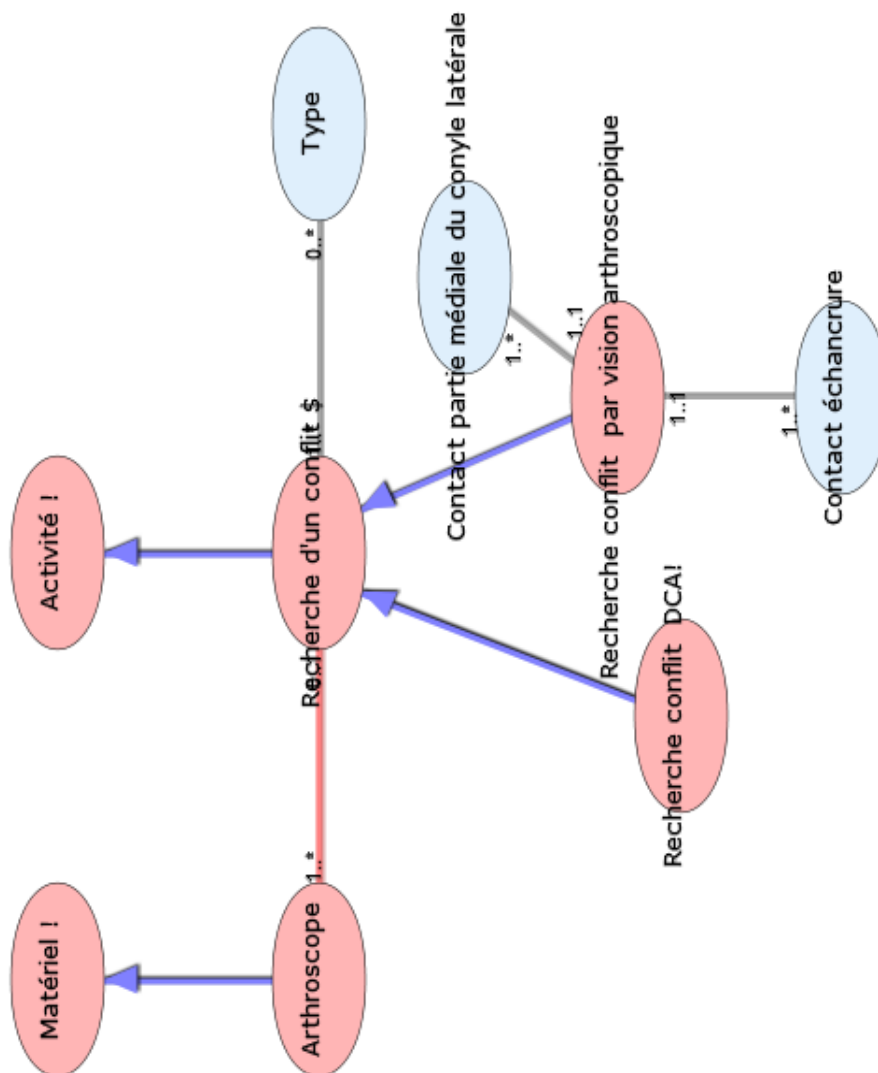 Matériel !
Activité !
Arthroscope
1..*
Recherche d'un conflit $
0..*
Type
Contact partie médiale du conyle latérale
1..*
1..1
Recherche conflit par vision arthroscopique
Recherche conflit DCA!
1..1
1..*
Contact échancrure